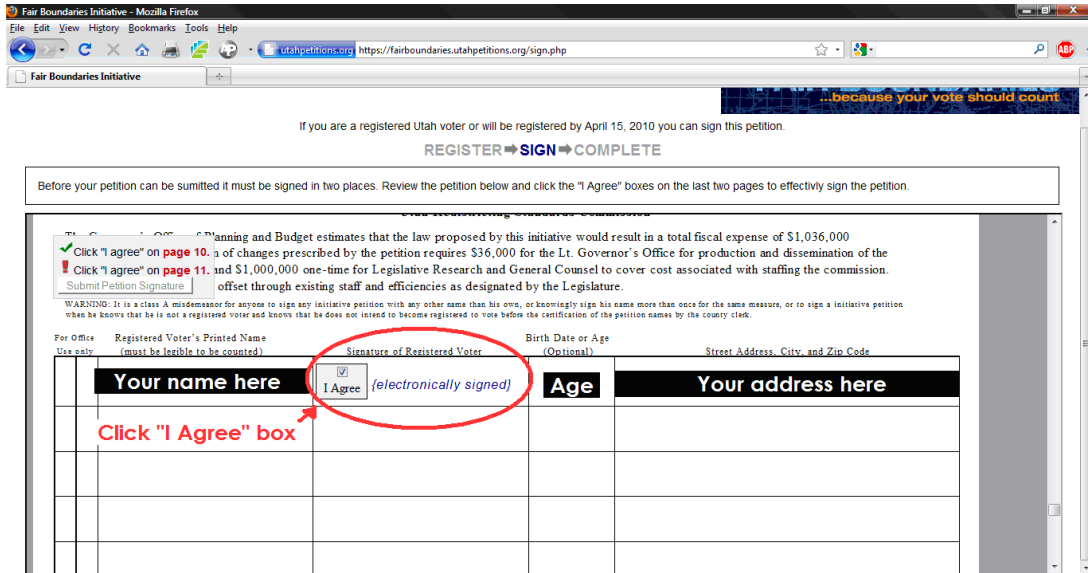 Fair Boundaries Initiative - Mozilla Firefox
File Edit View History Bookmarks Tools Help
utahpetitions.org https://fairboundaries.utahpetitions.org/sign.php
ABP
Fair Boundaries Initiative
...because your vote should count
If you are a registered Utah voter or will be registered by April 15, 2010 you can sign this petition.
REGISTER➡SIGN➡COMPLETE
Before your petition can be sumitted it must be signed in two places. Review the petition below and click the "I Agree" boxes on the last two pages to effectivly sign the petition.
Utah Redistricting Standards Commission
Planning and Budget estimates that the law proposed by this initiative would result in a total fiscal expense of $1,036,000
n of changes prescribed by the petition requires $36,000 for the Lt. Governor's Office for production and dissemination of the
and $1,000,000 one-time for Legislative Research and General Counsel to cover cost associated with staffing the commission.
offset through existing staff and efficiencies as designated by the Legislature.
Click "I agree" on page 10.
Click "I agree" on page 11.
Submit Petition Signature
WARNING: It is a class A misdemeanor for anyone to sign any initiative petition with any other name than his own, or knowingly sign his name more than once for the same measure, or to sign a initiative petition
when he knows that he is not a registered voter and knows that he does not intend to become registered to vote before the certification of the petition names by the county clerk.
For Office Use only
Registered Voter's Printed Name (must be legible to be counted)
Signature of Registered Voter
Birth Date or Age (Optional)
Street Address, City, and Zip Code
Your name here
I Agree
{electronically signed}
Age
Your address here
Click "I Agree" box